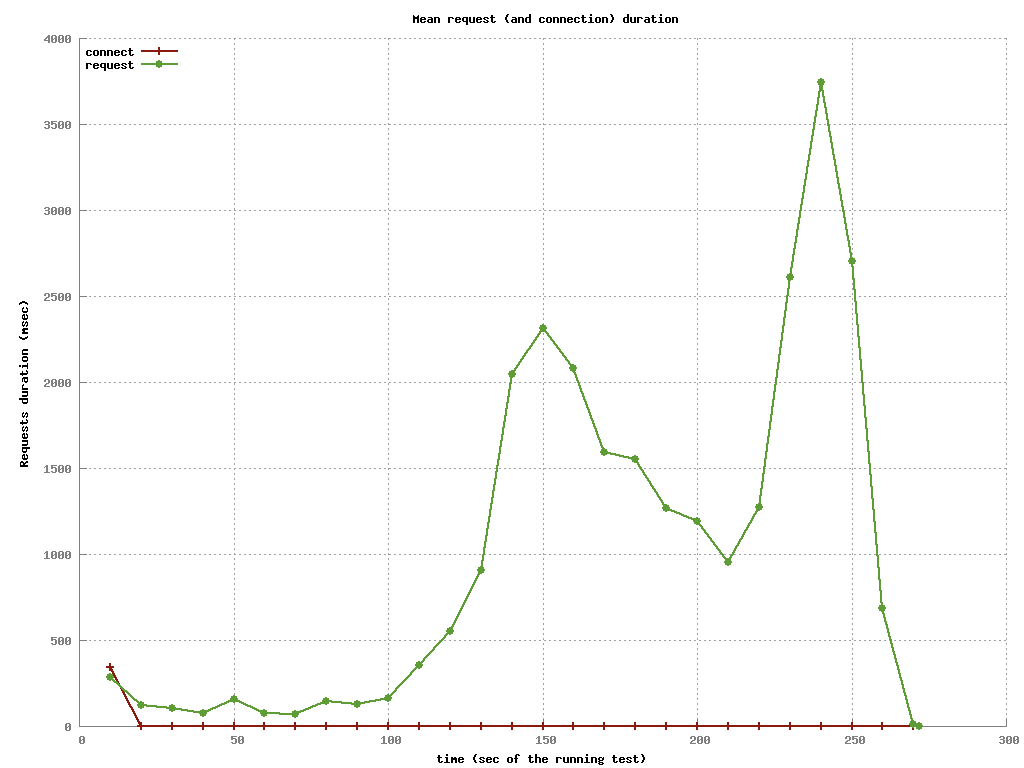 Mean request (and connection) duration
connect
request
4000
3500
3000
2500
2000
1500
1000
500
0
Requests duration (msec)
0 50 100 150 200 250 300
time (sec of the running test)